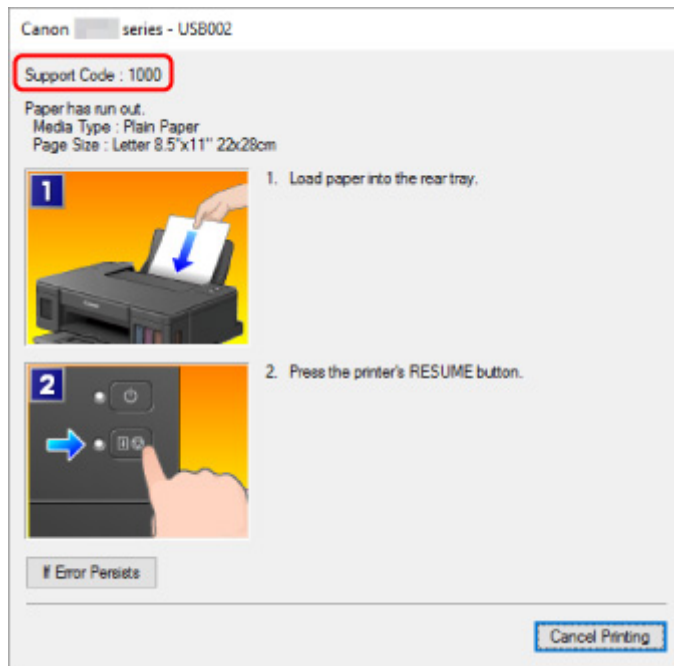 Canon series - USB002
Support Code : 1000
Paper has run out.
Media Type : Plain Paper
Page Size : Letter 8.5"x11" 22x28cm
1
1. Load paper into the rear tray.
2
2. Press the printer's RESUME button.
If Error Persists
Cancel Printing